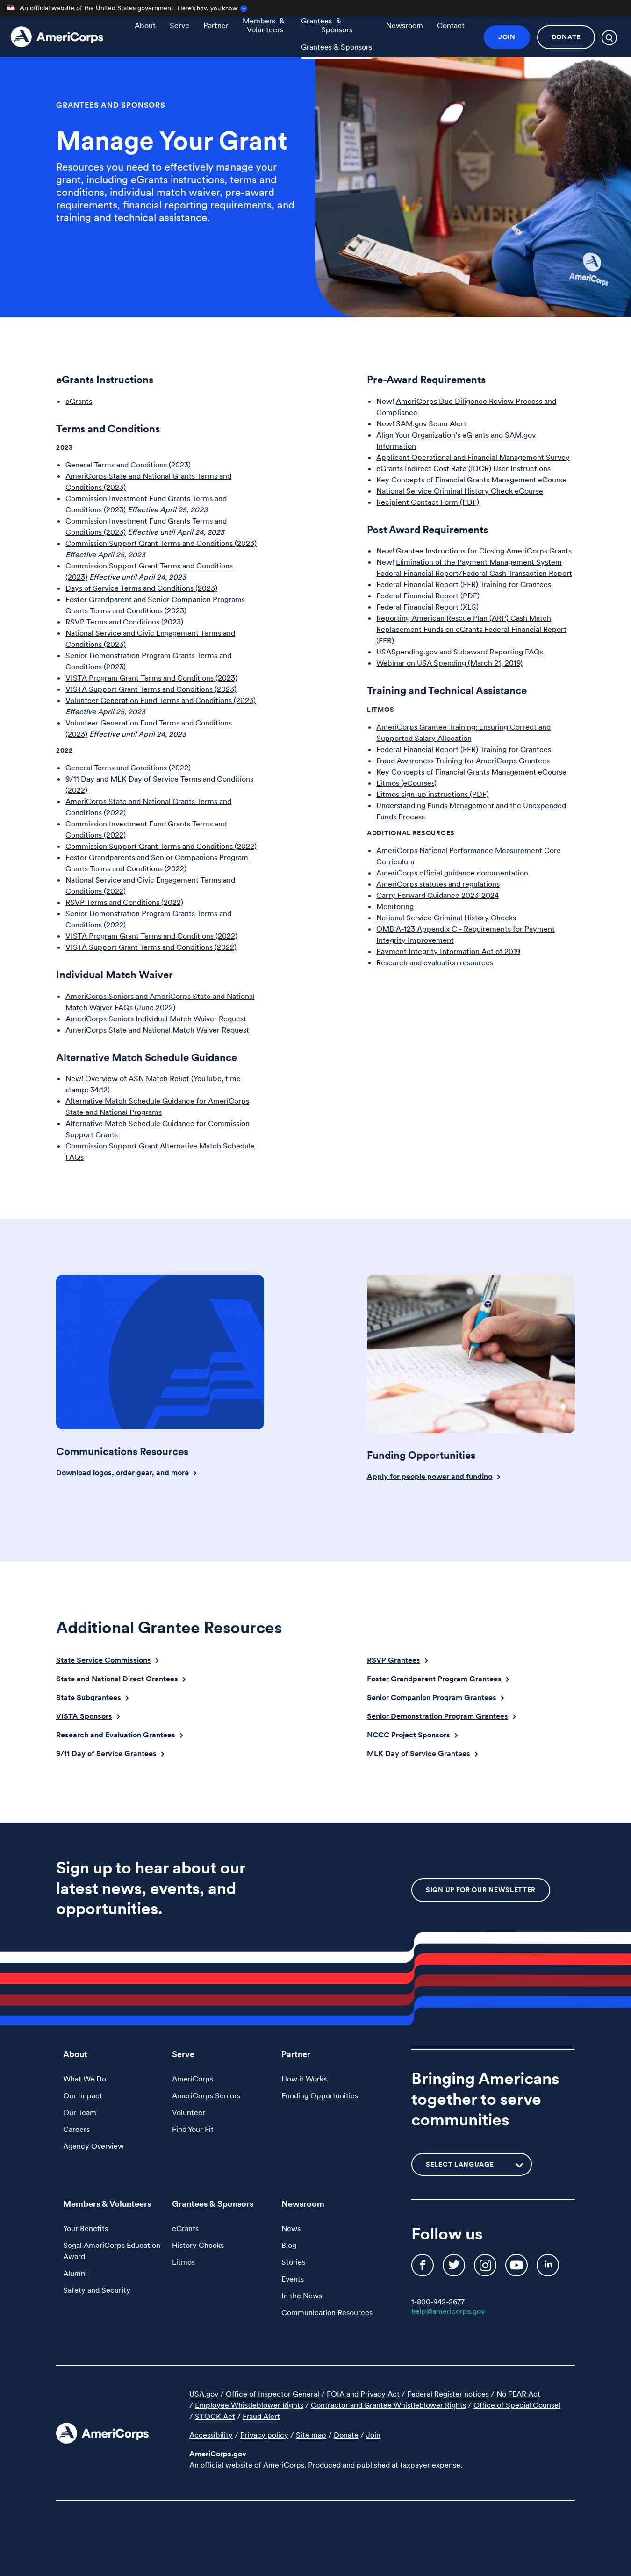 An official website of the United States government Here's how you know
AmeriCorps
About
Serve
Partner
Members & Volunteers
Grantees & Sponsors
Grantees & Sponsors
Newsroom
Contact
JOIN
DONATE
GRANTEES AND SPONSORS
Manage Your Grant
Resources you need to effectively manage your
grant, including eGrants instructions, terms and
conditions, individual match waiver, pre-award
requirements, financial reporting requirements, and
training and technical assistance.
AmeriCorps
eGrants Instructions
eGrants
Terms and Conditions
2023
General Terms and Conditions (2023)
AmeriCorps State and National Grants Terms and
Conditions (2023)
Commission Investment Fund Grants Terms and
Conditions (2023) Effective April 25, 2023
Commission Investment Fund Grants Terms and
Conditions (2023) Effective until April 24, 2023
Commission Support Grant Terms and Conditions (2023)
Effective April 25, 2023
Commission Support Grant Terms and Conditions
(2023) Effective until April 24, 2023
Days of Service Terms and Conditions (2023)
Foster Grandparent and Senior Companion Programs
Grants Terms and Conditions (2023)
RSVP Terms and Conditions (2023)
National Service and Civic Engagement Terms and
Conditions (2023)
Senior Demonstration Program Grants Terms and
Conditions (2023)
VISTA Program Grant Terms and Conditions (2023)
VISTA Support Grant Terms and Conditions (2023)
Volunteer Generation Fund Terms and Conditions (2023)
Effective April 25, 2023
Volunteer Generation Fund Terms and Conditions
(2023) Effective until April 24, 2023
2022
General Terms and Conditions (2022)
9/11 Day and MLK Day of Service Terms and Conditions
(2022)
AmeriCorps State and National Grants Terms and
Conditions (2022)
Commission Investment Fund Grants Terms and
Conditions (2022)
Commission Support Grant Terms and Conditions (2022)
Foster Grandparents and Senior Companions Program
Grants Terms and Conditions (2022)
National Service and Civic Engagement Terms and
Conditions (2022)
RSVP Terms and Conditions (2022)
Senior Demonstration Program Grants Terms and
Conditions (2022)
VISTA Program Grant Terms and Conditions (2022)
VISTA Support Grant Terms and Conditions (2022)
Individual Match Waiver
AmeriCorps Seniors and AmeriCorps State and National
Match Waiver FAQs (June 2022)
AmeriCorps Seniors Individual Match Waiver Request
AmeriCorps State and National Match Waiver Request
Alternative Match Schedule Guidance
New! Overview of ASN Match Relief (YouTube, time
stamp: 34:12)
Alternative Match Schedule Guidance for AmeriCorps
State and National Programs
Alternative Match Schedule Guidance for Commission
Support Grants
Commission Support Grant Alternative Match Schedule
FAQs
Pre-Award Requirements
New! AmeriCorps Due Diligence Review Process and
Compliance
New! SAM.gov Scam Alert
Align Your Organization's eGrants and SAM.gov
Information
Applicant Operational and Financial Management Survey
eGrants Indirect Cost Rate (IDCR) User Instructions
Key Concepts of Financial Grants Management eCourse
National Service Criminal History Check eCourse
Recipient Contact Form (PDF)
Post Award Requirements
New! Grantee Instructions for Closing AmeriCorps Grants
New! Elimination of the Payment Management System
Federal Financial Report/Federal Cash Transaction Report
Federal Financial Report (FFR) Training for Grantees
Federal Financial Report (PDF)
Federal Financial Report (XLS)
Reporting American Rescue Plan (ARP) Cash Match
Replacement Funds on eGrants Federal Financial Report
(FFR)
USASpending.gov and Subaward Reporting FAQs
Webinar on USA Spending (March 21, 2019)
Training and Technical Assistance
LITMOS
AmeriCorps Grantee Training: Ensuring Correct and
Supported Salary Allocation
Federal Financial Report (FFR) Training for Grantees
Fraud Awareness Training for AmeriCorps Grantees
Key Concepts of Financial Grants Management eCourse
Litmos (eCourses)
Litmos sign-up instructions (PDF)
Understanding Funds Management and the Unexpended
Funds Process
ADDITIONAL RESOURCES
AmeriCorps National Performance Measurement Core
Curriculum
AmeriCorps official guidance documentation
AmeriCorps statutes and regulations
Carry Forward Guidance 2023-2024
Monitoring
National Service Criminal History Checks
OMB A-123 Appendix C - Requirements for Payment
Integrity Improvement
Payment Integrity Information Act of 2019
Research and evaluation resources
Communications Resources
Download logos, order gear, and more
Funding Opportunities
Apply for people power and funding
Additional Grantee Resources
State Service Commissions
State and National Direct Grantees
State Subgrantees
VISTA Sponsors
Research and Evaluation Grantees
9/11 Day of Service Grantees
RSVP Grantees
Foster Grandparent Program Grantees
Senior Companion Program Grantees
Senior Demonstration Program Grantees
NCCC Project Sponsors
MLK Day of Service Grantees
Sign up to hear about our
latest news, events, and
opportunities.
SIGN UP FOR OUR NEWSLETTER
About
What We Do
Our Impact
Our Team
Careers
Agency Overview
Serve
AmeriCorps
AmeriCorps Seniors
Volunteer
Find Your Fit
Partner
How it Works
Funding Opportunities
Members & Volunteers
Your Benefits
Segal AmeriCorps Education
Award
Alumni
Safety and Security
Grantees & Sponsors
eGrants
History Checks
Litmos
Newsroom
News
Blog
Stories
Events
In the News
Communication Resources
Bringing Americans
together to serve
communities
SELECT LANGUAGE
Follow us
1-800-942-2677
help@americorps.gov
AmeriCorps
USA.gov / Office of Inspector General / FOIA and Privacy Act / Federal Register notices / No FEAR Act
/ Employee Whistleblower Rights / Contractor and Grantee Whistleblower Rights / Office of Special Counsel
/ STOCK Act / Fraud Alert
Accessibility / Privacy policy / Site map / Donate / Join
AmeriCorps.gov
An official website of AmeriCorps. Produced and published at taxpayer expense.